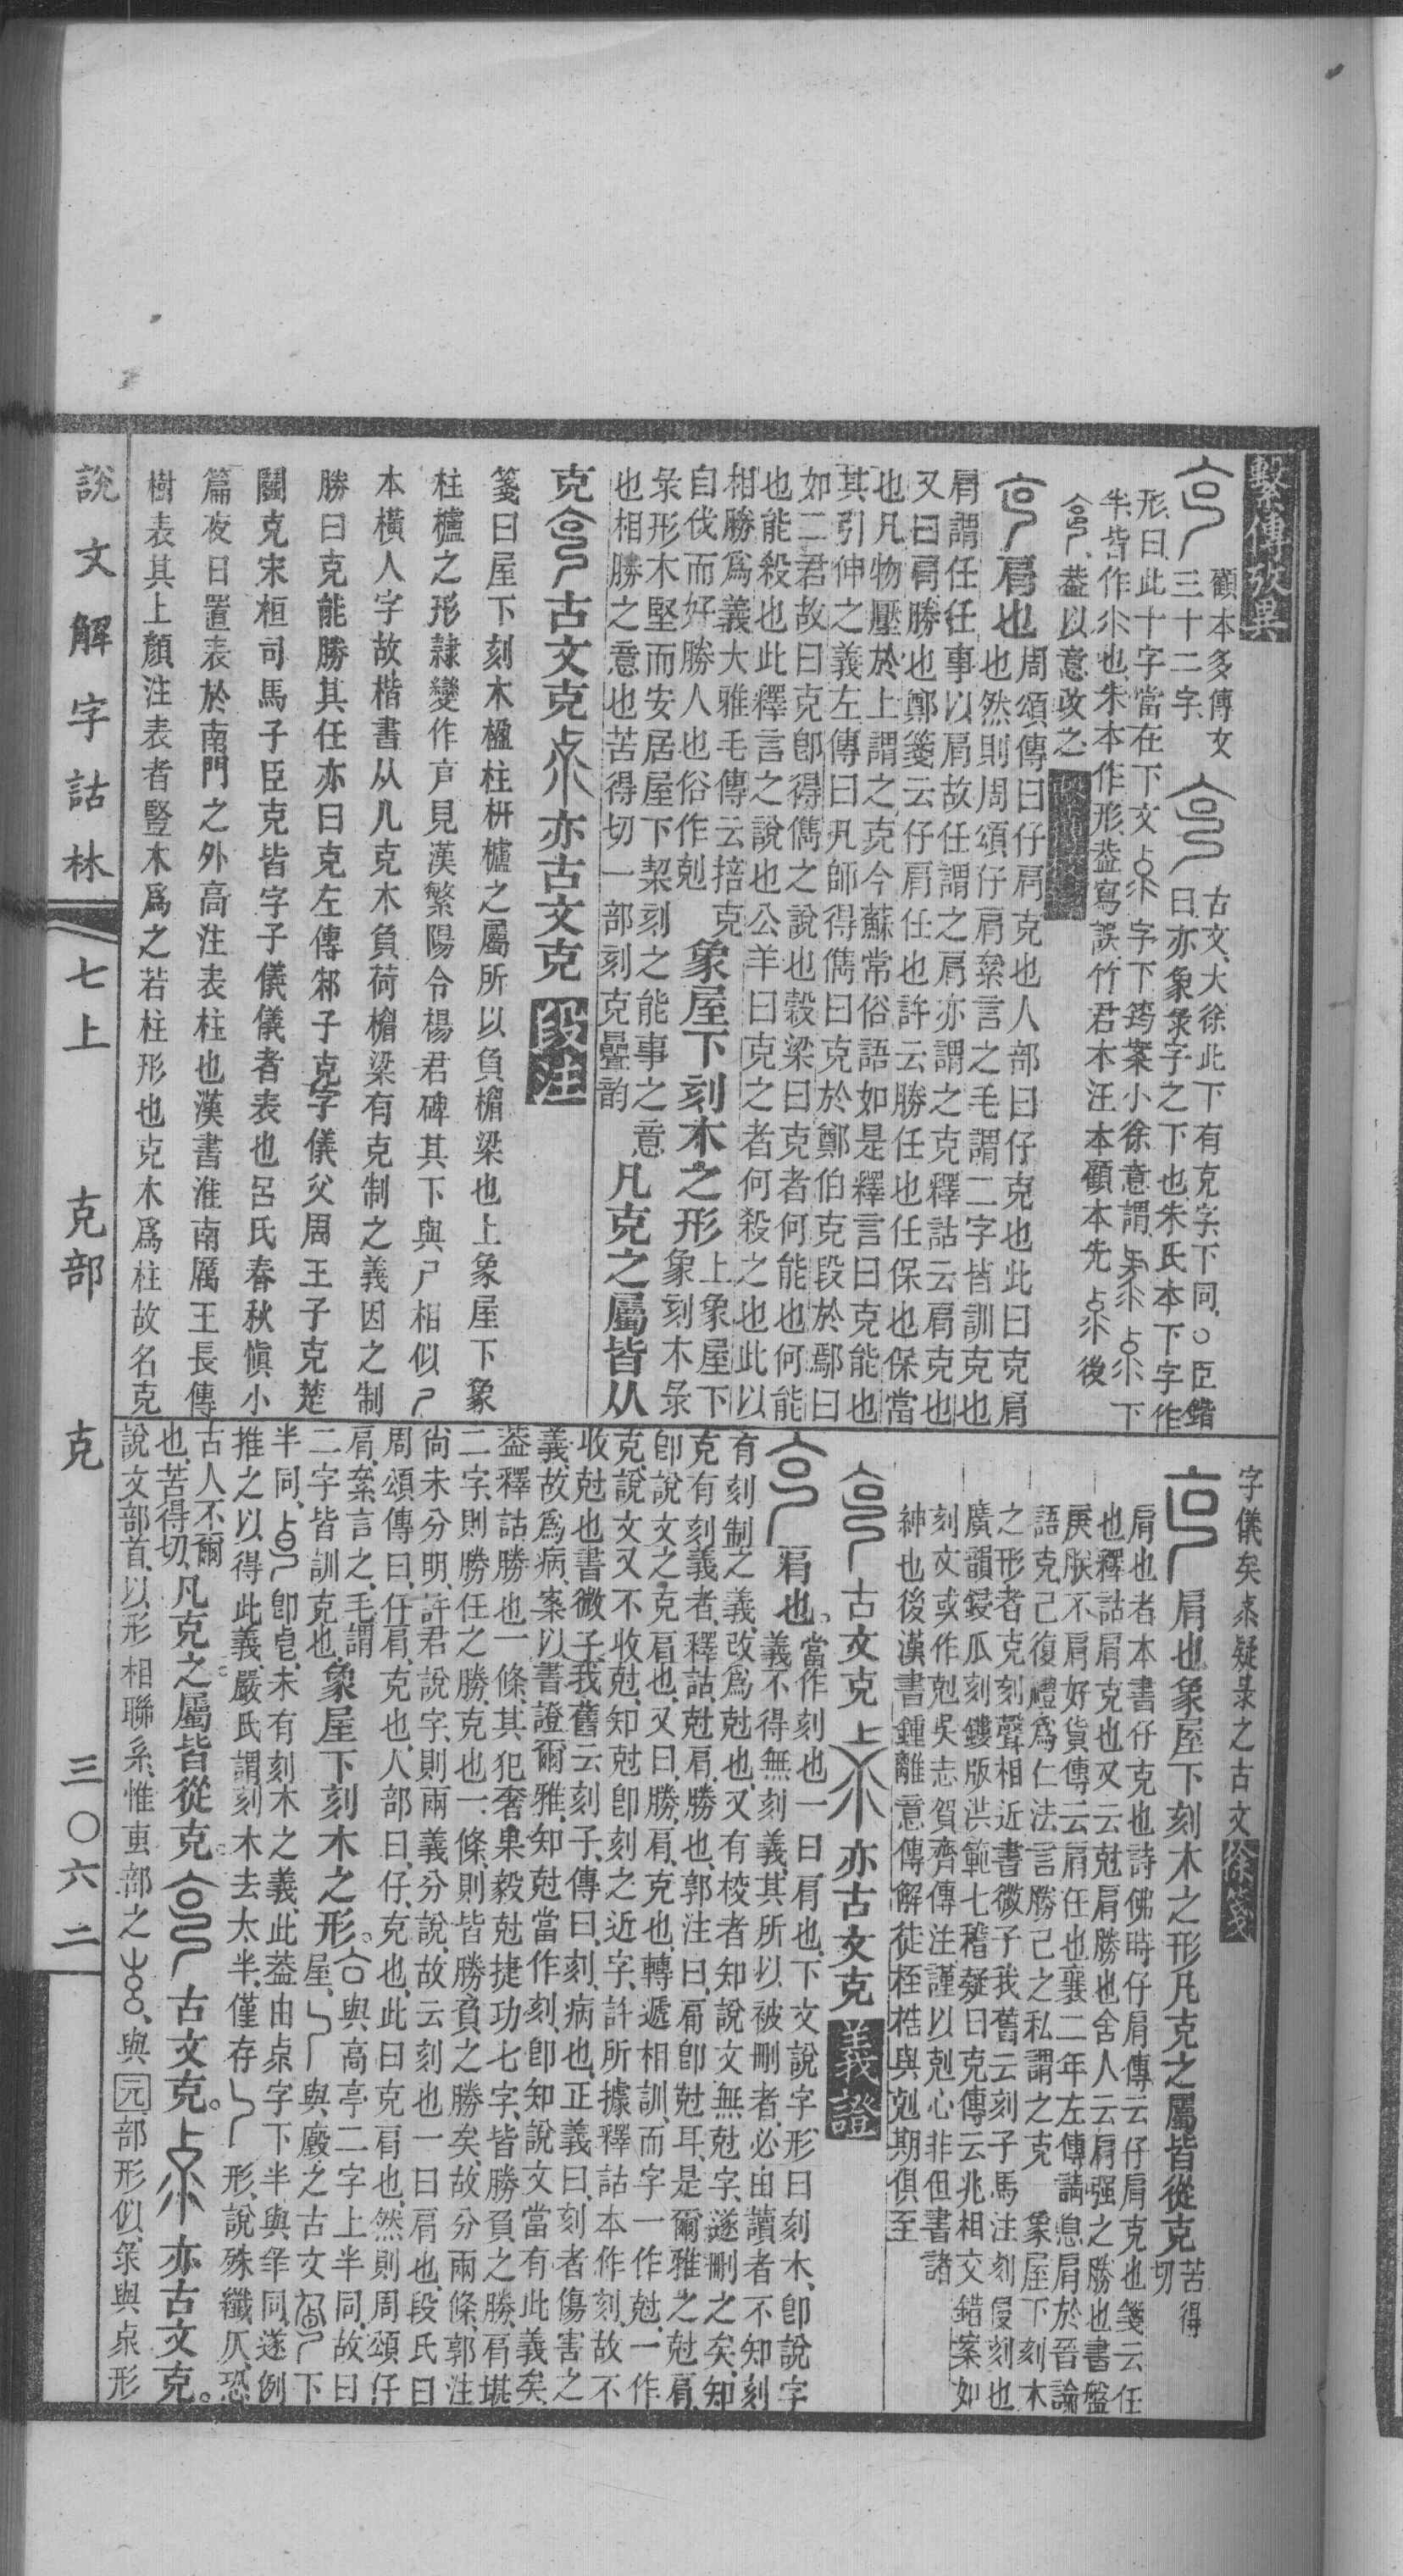 繫傳攷異
顧本多傳文
三十二字
古文大徐此下有克字下同○臣鍇
曰亦象彔字之下也朱氏本下字作
形曰此十字當在下文字下筠案小徐意謂下
半皆作也朱本作形葢寫誤竹君本汪本顧本先後
葢以意改之
肩也
周頌傳曰仔肩克也人部曰仔克也此曰克肩
也然則周頌仔肩絫言之毛謂二字皆訓克也
肩謂任任事以肩故任謂之肩亦謂之克釋詁云肩克也
又曰肩勝也鄭箋云仔肩任也許云勝任也任保也保當
也凡物壓於上謂之克今蘇常俗語如是釋言曰克能也
其引伸之義左傳曰凡師得儁曰克於鄭伯克段於鄢曰
如二君故曰克卽得儁之說也穀梁曰克者何能也何能
也能殺也此釋言之說也公羊曰克之者何殺之也此以
相勝爲義大雅毛傳云掊克
自伐而好勝人也俗作剋
象屋下刻木之形
上象屋下
象刻木彔
彔形木堅而安居屋下栔刻之能事之意
也相勝之意也苦得切一部刻克曡韵
凡克之屬皆从
克
古文克
亦古文克
段注
箋曰屋下刻木楹柱枅櫨之屬所以負楣梁也上象屋下象
柱櫨之形隸變作亯見漢繁陽令楊君碑其下與尸相似
本橫人字故楷書从儿克木負荷楣梁有克制之義因之制
勝曰克能勝其任亦曰克左傳邾子克字儀父周王子克楚
鬭克宋桓司馬子臣克皆字子儀儀者表也呂氏春秋愼小
篇夜日置表於南門之外高注表柱也漢書淮南厲王長傳
樹表其上顏注表者豎木爲之若柱形也克木爲柱故名克
字儀矣叅疑彔之古文
徐箋
肩也象屋下刻木之形凡克之屬皆從克
苦得
切
肩也者本書仔克也詩佛時仔肩傳云仔肩克也箋云任
也釋詁肩克也又云尅肩勝也舍人云肩强之勝也書盤
庚朕不肩好貨傳云肩任也襄二年左傳請息肩於晉論
語克己復禮爲仁法言勝己之私謂之克 象屋下刻木
之形者克刻聲相近書微子我舊云刻子馬注刻侵刻也
廣韻鋟瓜刻鏤版洪範七稽疑曰克傳云兆相交錯案如
刻文或作剋吳志賀齊傳注謹以剋心非但書諸
紳也後漢書鍾離意傳解徒桎梏與剋期俱至
古文克
亦古文克
義證
肩也。
當作刻也一曰肩也下文說字形曰刻木卽說字
義不得無刻義其所以被刪者必由讀者不知刻
有刻制之義改爲尅也又有校者知說文無尅字遂刪之矣知
克有刻義者釋詁尅肩勝也郭注曰肩卽尅耳是爾雅之尅肩
卽說文之克肩也又曰勝肩克也轉遞相訓而字一作尅一作
克說文又不收尅知尅卽刻之近字許所據釋詁本作刻故不
收尅也書微子我舊云刻子傳曰刻病也正義曰刻者傷害之
義故爲病案以書證爾雅知尅當作刻卽知說文當有此義矣
葢釋詁勝也一條其犯奢果毅尅捷功七字皆勝負之勝肩堪
二字則勝任之勝克也一條則皆勝負之勝矣故分兩條郭注
尙未分明許君說字則兩義分說故云刻也一曰肩也段氏曰
周頌傳曰仔肩克也人部曰仔克也此曰克肩也然則周頌仔
肩絫言之毛謂
二字皆訓克也
象屋下刻木之形。
與高亭二字上半同故曰
屋與廏之古文下
半同卽皀未有刻木之義此葢由彔字下半與同遂例
推之以得此義嚴氏謂刻木去太半僅存形說殊纖仄恐
古人不爾
也苦得切
凡克之屬皆從克
古文克。
亦古文克。
說文部首以形相聯系惟叀部之與元部形似彔與形
說文解字詁林
七上
克部
克
三〇六二